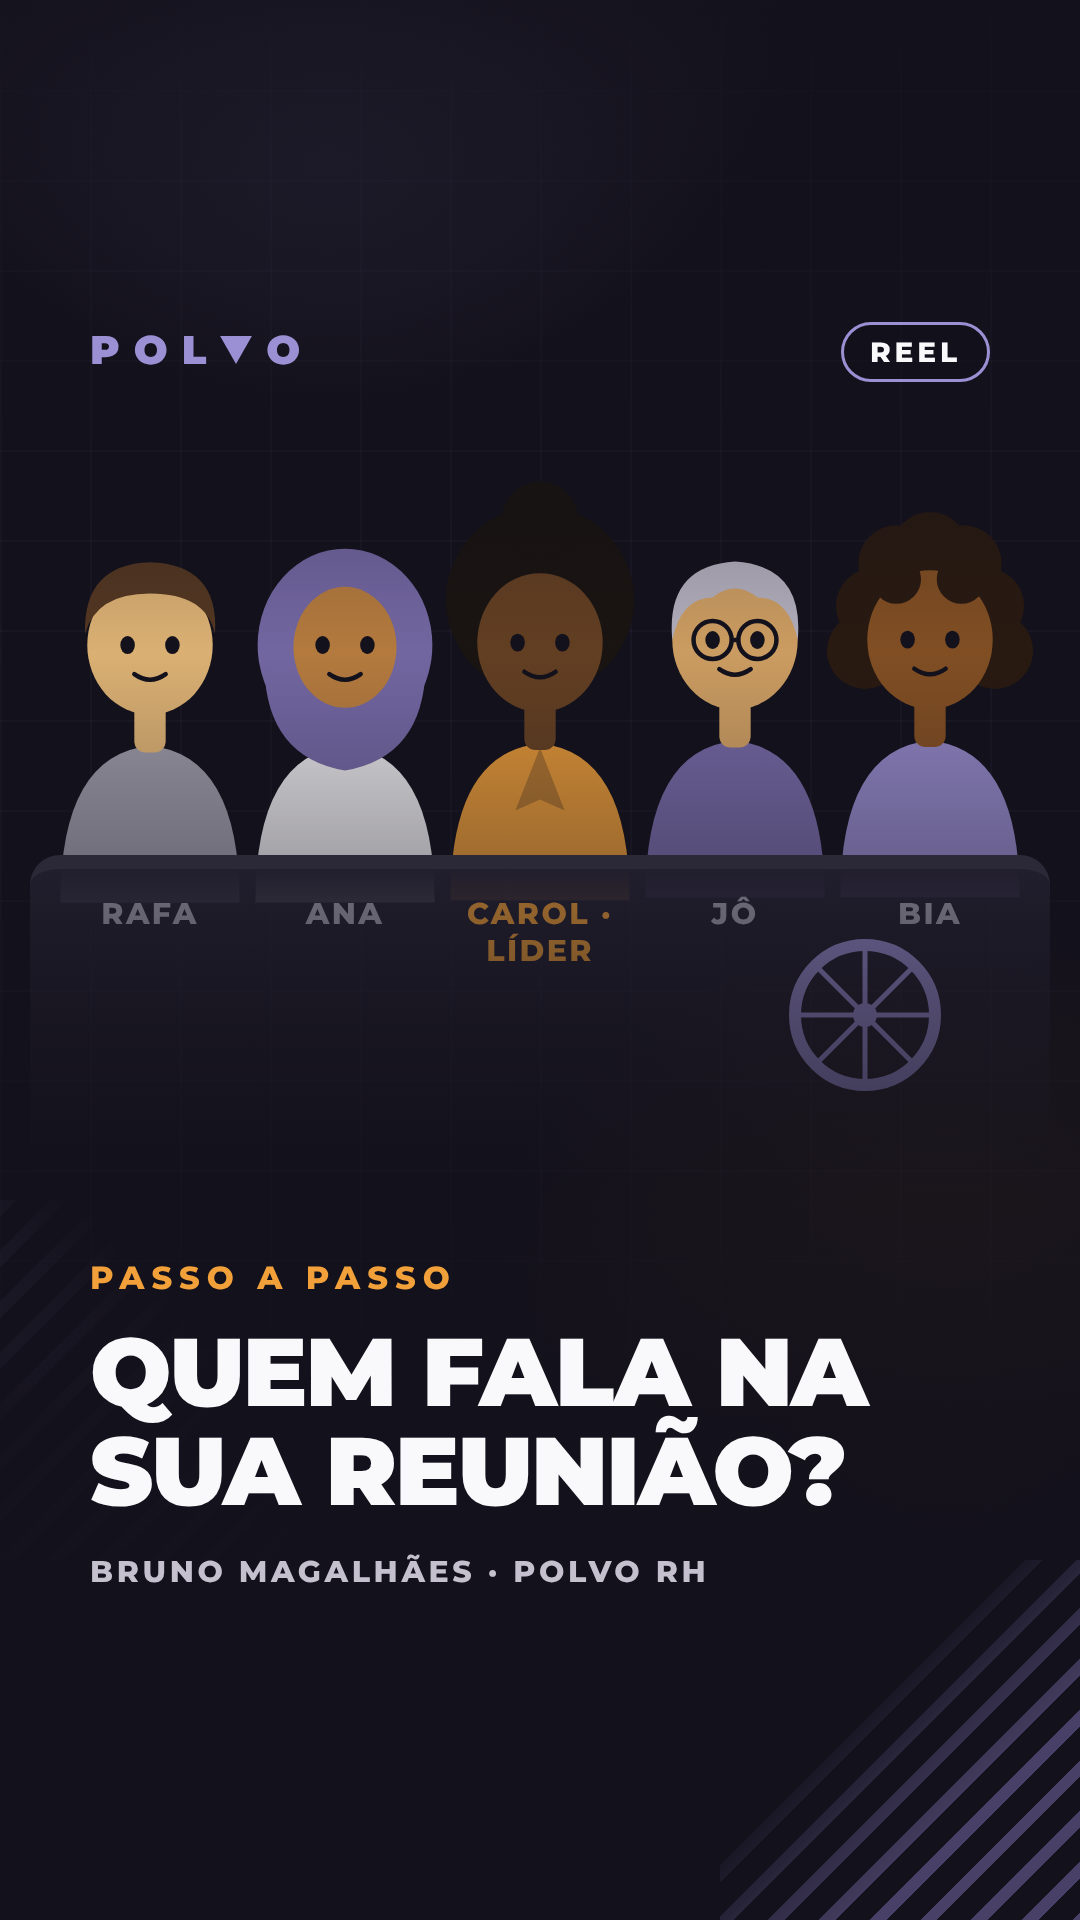 POLVO
REEL
RAFA
ANA
CAROL ·
LÍDER
JÔ
BIA
PASSO A PASSO
QUEM FALA NA
SUA REUNIÃO?
BRUNO MAGALHÃES · POLVO RH